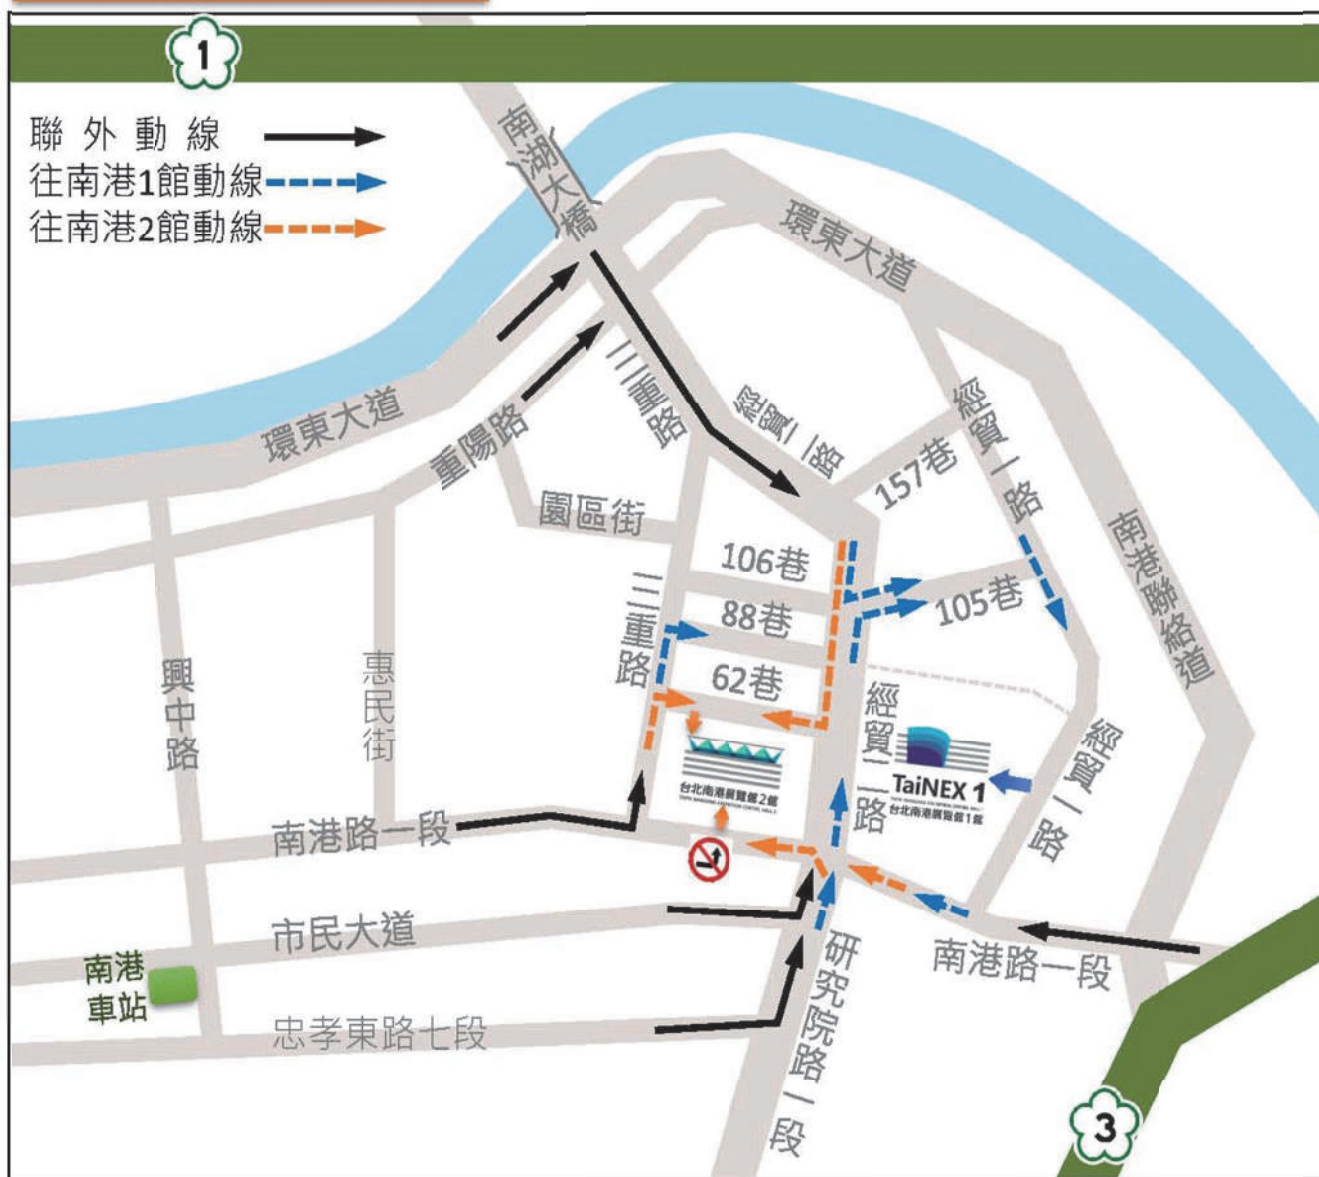 1
聯外動線
往南港1館動線
往南港2館動線
南湖大橋
環東大道
環東大道
重陽路
三重路
經貿二路
經貿一路
157巷
園區街
106巷
105巷
88巷
62巷
三重路
南港聯絡道
興中路
惠民街
經貿二路
經貿一路
台北南港展覽館2館
TaiNEX 1
台北南港展覽館1館
南港路一段
市民大道
南港路一段
南港
車站
忠孝東路七段
研究院路一段
3